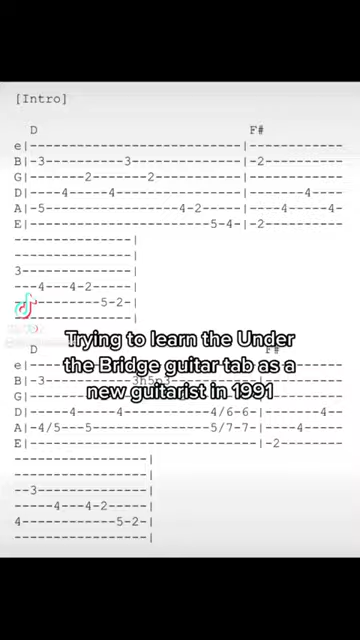 [Intro]
D                           F#
e|---------------------------|------------
B|-3----------3--------------|-2----------
G|-------2-------2-----------|------------
D|----4-----4----------------|-------4----
A|-5-----------------4-2-----|----4-----4-
E|-----------------------5-4-|-2----------
---------------|
---------------|
3--------------|
---4---4-2-----|
-----------5-2-|
---------------|
Trying to learn the Under
the Bridge guitar tab as a
new guitarist in 1991
D F#
e|---------------------------|------------
B|-3-----------3h5p3
G|
D|-----4-----4----------4/6-6-|-------4---
A|-4/5---5--------------5/7-7-|----4------
E|----------------------------|-2---------
-----------------|
-----------------|
--3--------------|
-----4---4-2-----|
4------------5-2-|
-----------------|